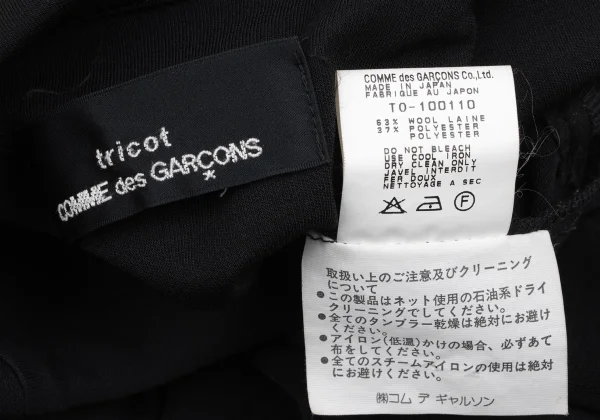 tricot
COMME des GARÇONS
*
COMME des GARÇONS Co.,Ltd.
MADE IN JAPAN
FABRIQUE AU JAPON
TO-100110
63% WOOL LAINE
37% POLYESTER
POLYESTER
DO NOT BLEACH
USE COOL IRON
DRY CLEAN ONLY
JAVEL INTERDIT
FER DOUX
NETTOYAGE A SEC
F
取扱い上のご注意及びクリーニング
について
●この製品はネット使用の石油系ドライ
クリーニングでしてください。
●全てのタンブラー乾燥は絶対にお避け
ください。
●アイロン(低温)かけの場合、必ずあて
布をしてください。
●全てのスチームアイロンの使用は絶対
にお避けください。
㈱コム デ ギャルソン